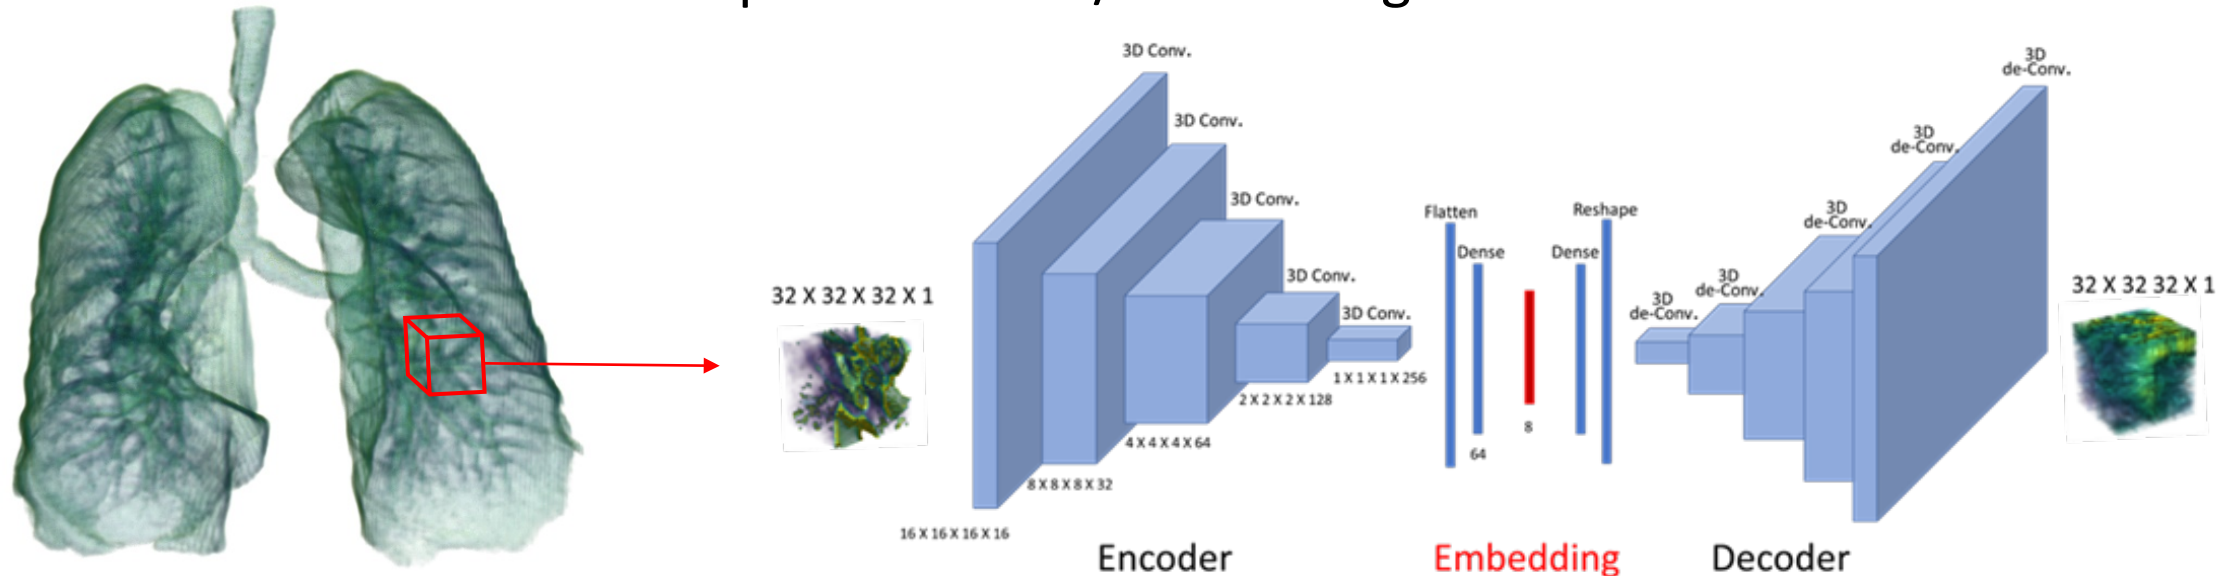 3D Conv.
3D Conv.
3D Conv.
3D Conv.
3D Conv.
32 X 32 X 32 X 1
16 X 16 X 16 X 16
8 X 8 X 8 X 32
4 X 4 X 4 X 64
2 X 2 X 2 X 128
1 X 1 X 1 X 256
Encoder
Flatten
Dense
64
8
Embedding
Dense
Reshape
3D
de-Conv.
3D
de-Conv.
3D
de-Conv.
3D
de-Conv.
3D
de-Conv.
Decoder
32 X 32 32 X 1